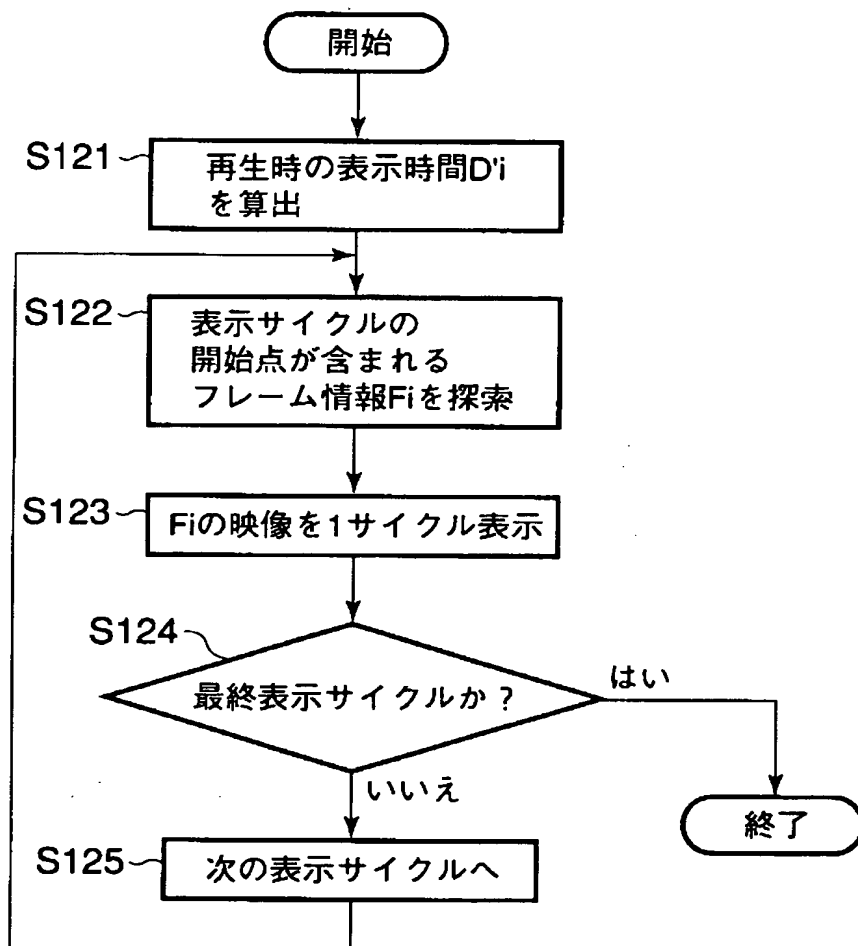 開始
S121
再生時の表示時間D'i
を算出
S122
表示サイクルの
開始点が含まれる
フレーム情報Fiを探索
S123
Fiの映像を1サイクル表示
S124
最終表示サイクルか？
はい
いいえ
終了
S125
次の表示サイクルへ